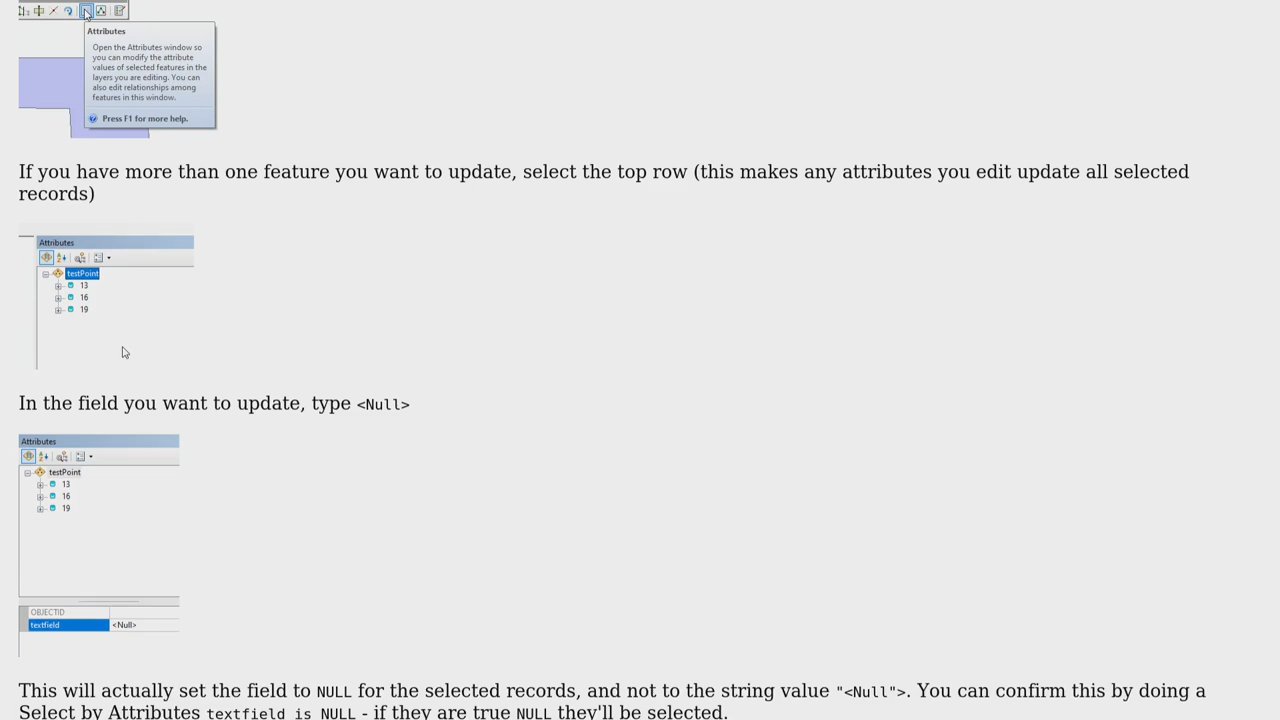 Attributes
Open the Attributes window so
you can modify the attribute
values of selected features in the
layers you are editing. You can
also edit relationships among
features in this window.
Press F1 for more help.
If you have more than one feature you want to update, select the top row (this makes any attributes you edit update all selected
records)
Attributes
testPoint
13
16
19
In the field you want to update, type <Null>
Attributes
testPoint
13
16
19
OBJECTID
textfield <Null>
This will actually set the field to NULL for the selected records, and not to the string value "<Null">. You can confirm this by doing a
Select by Attributes textfield is NULL - if they are true NULL they'll be selected.